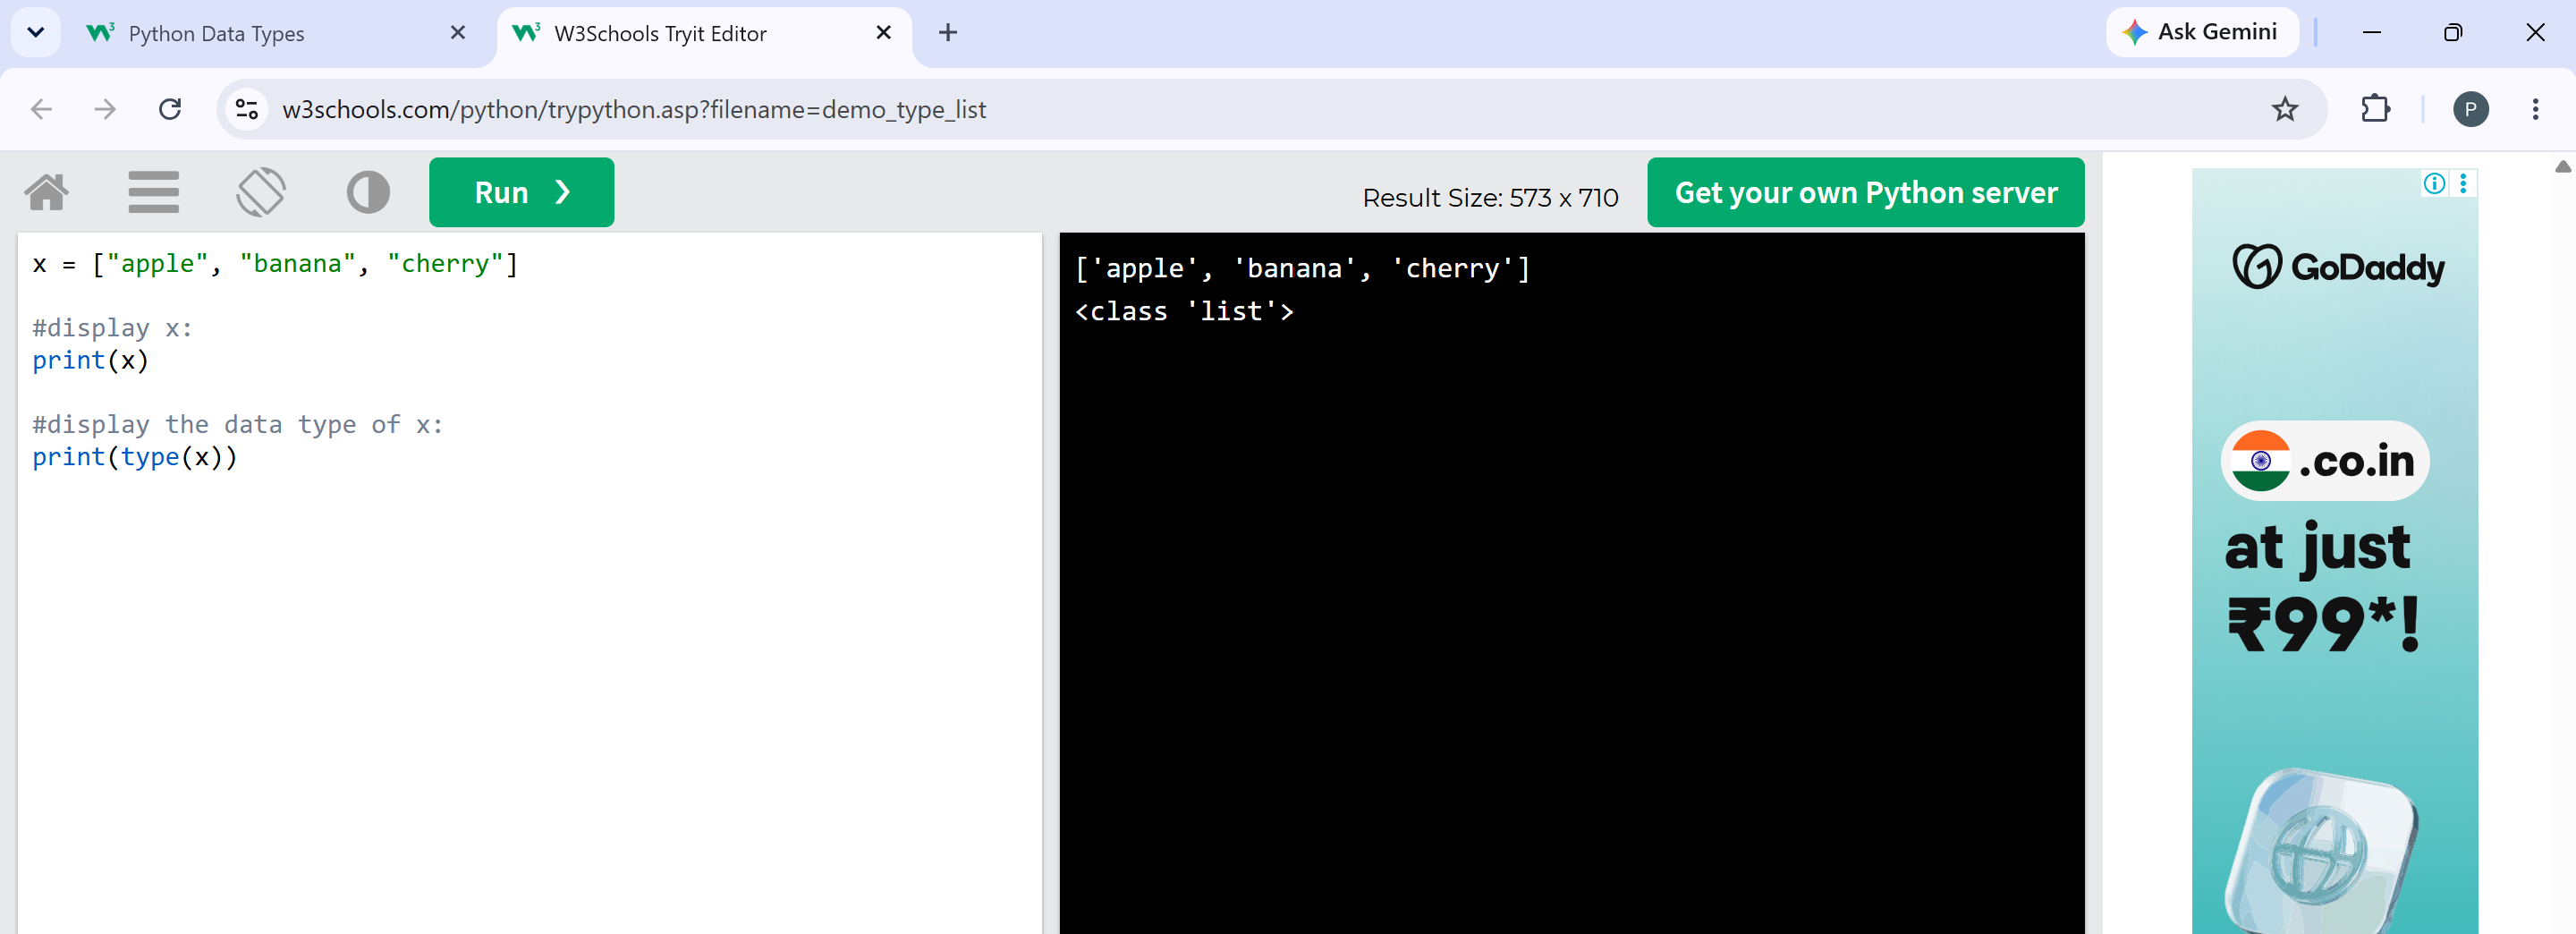 Python Data Types
W3Schools Tryit Editor
Ask Gemini
w3schools.com/python/trypython.asp?filename=demo_type_list
P
Run ❯
Result Size: 573 x 710
Get your own Python server
x = ["apple", "banana", "cherry"]
#display x:
print(x)
#display the data type of x:
print(type(x))
['apple', 'banana', 'cherry']
<class 'list'>
GoDaddy
.co.in
at just
₹99*!